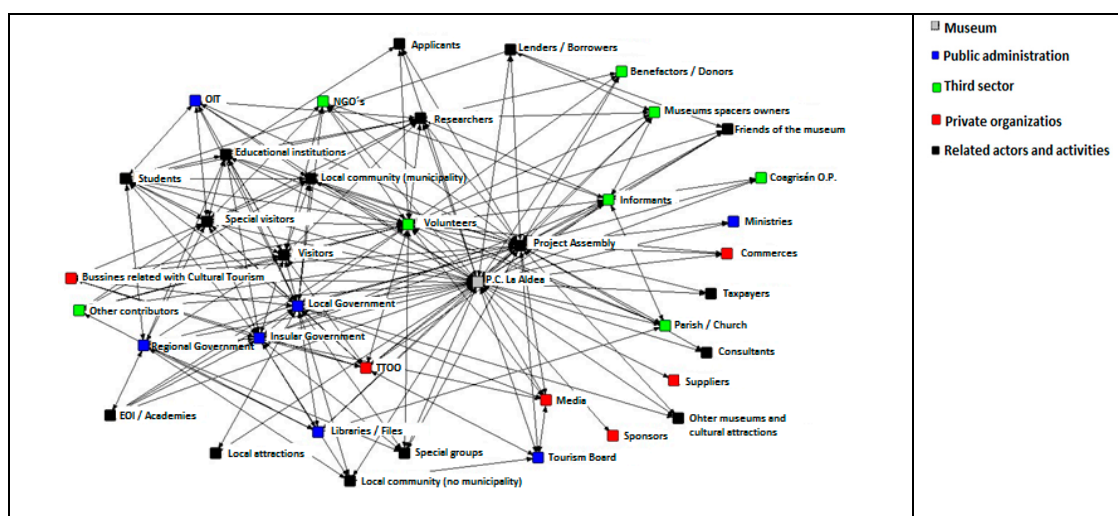 Applicants
Lenders / Borrowers
Benefactors / Donors
OIT
NGO´s
Museums spacers owners
Researchers
Friends of the museum
Educational institutions
Students
Local community (municipality)
Coagrisán O.P.
Informants
Special visitors
Volunteers
Ministries
Project Assembly
Visitors
Commerces
Bussines related with Cultural Tourism
P.C. La Aldea
Taxpayers
Local Government
Other contributors
Parish / Church
Insular Government
Regional Government
Consultants
TTOO
Suppliers
Media
EOI / Academies
Ohter museums and
cultural attractions
Libraries / Files
Sponsors
Local attractions
Special groups
Tourism Board
Local community (no municipality)
Museum
Public administration
Third sector
Private organizatios
Related actors and activities